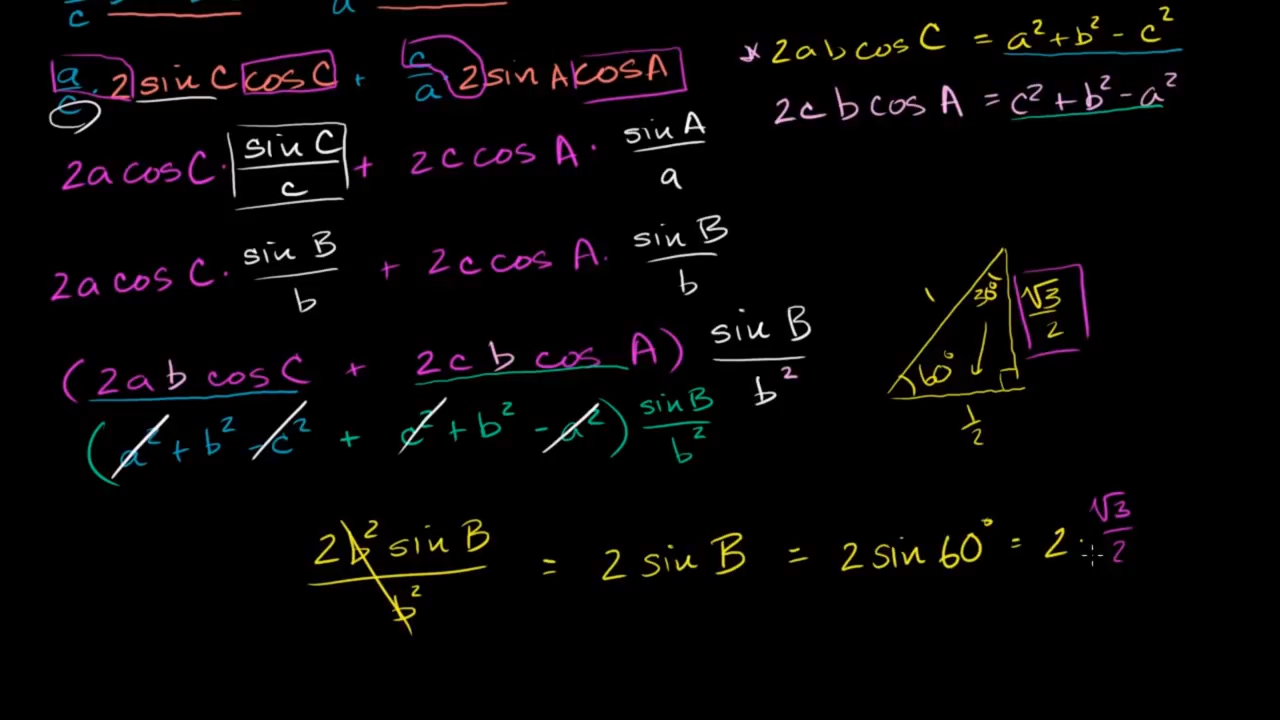 c a
a/c · 2 sin C cos C + c/a 2 sin A cos A
2a cos C · sin C/c + 2c cos A · sin A/a
2a cos C · sin B/b + 2c cos A · sin B/b
(2ab cos C + 2cb cos A) sin B/b²
(a² + b² - c² + c² + b² - a²) sin B/b²
2b² sin B/b² = 2 sin B = 2 sin 60° = 2 · √3/2
* 2ab cos C = a² + b² - c²
2cb cos A = c² + b² - a²
1 30° √3/2
60°
1/2